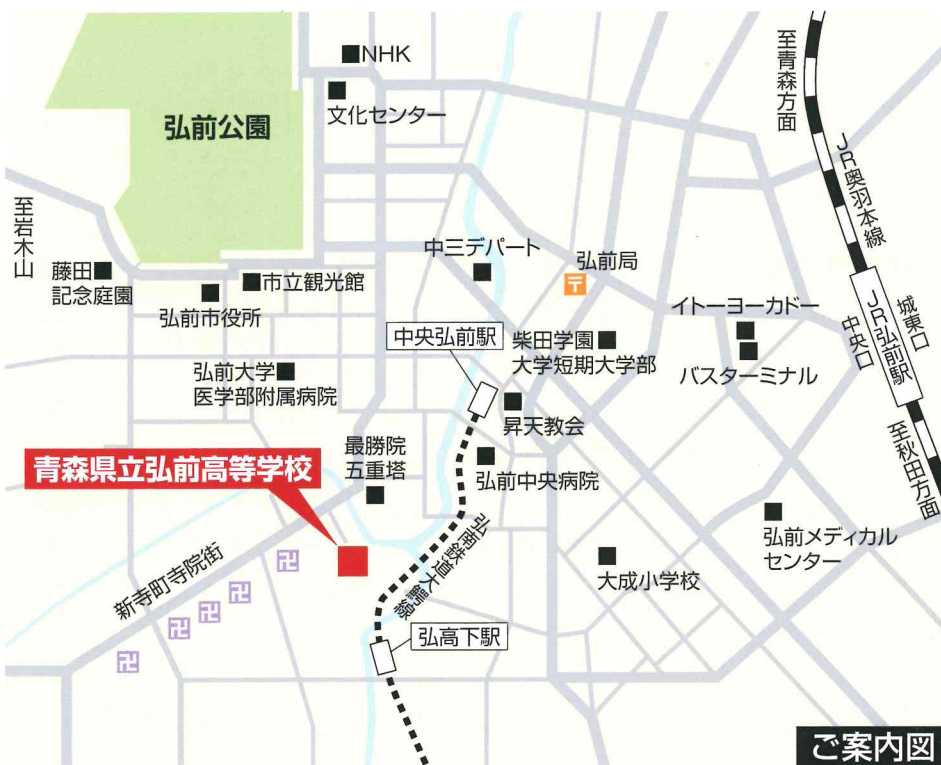 NHK
文化センター
弘前公園
至青森方面
JR奥羽本線
至岩木山
藤田
記念庭園
市立観光館
弘前市役所
中三デパート
弘前局
〒
イトーヨーカドー
バスターミナル
城東口
JR弘前駅
中央口
中央弘前駅
柴田学園
大学短期大学部
弘前大学
医学部附属病院
昇天教会
最勝院
五重塔
弘前中央病院
至秋田方面
青森県立弘前高等学校
弘前メディカル
センター
大成小学校
新寺町寺院街
弘南鉄道大鰐線
弘高下駅
卍
卍
卍
卍
卍
ご案内図